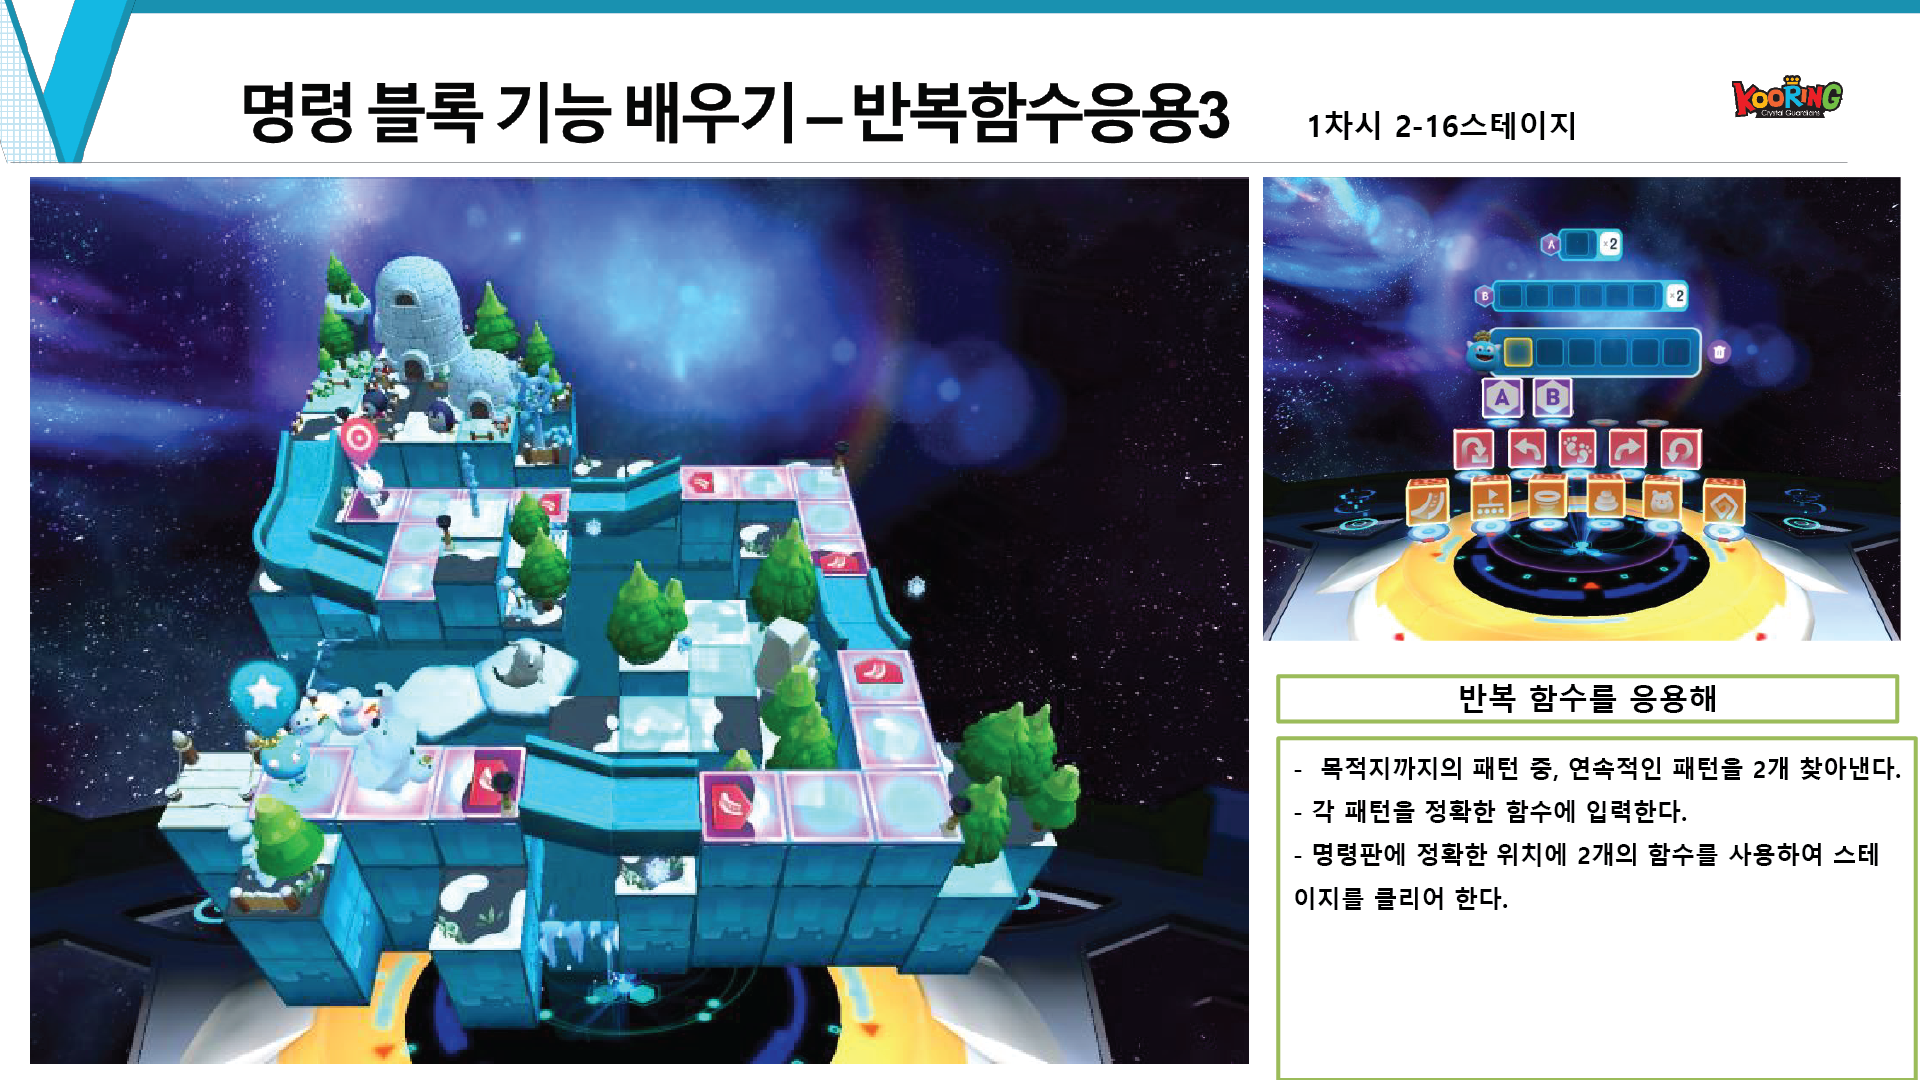 명령 블록 기능 배우기 – 반복함수응용3
1차시 2-16스테이지
KOORING
Crystal Guardians
A ×2
B ×2
A B
반복 함수를 응용해
- 목적지까지의 패턴 중, 연속적인 패턴을 2개 찾아낸다.
- 각 패턴을 정확한 함수에 입력한다.
- 명령판에 정확한 위치에 2개의 함수를 사용하여 스테
이지를 클리어 한다.